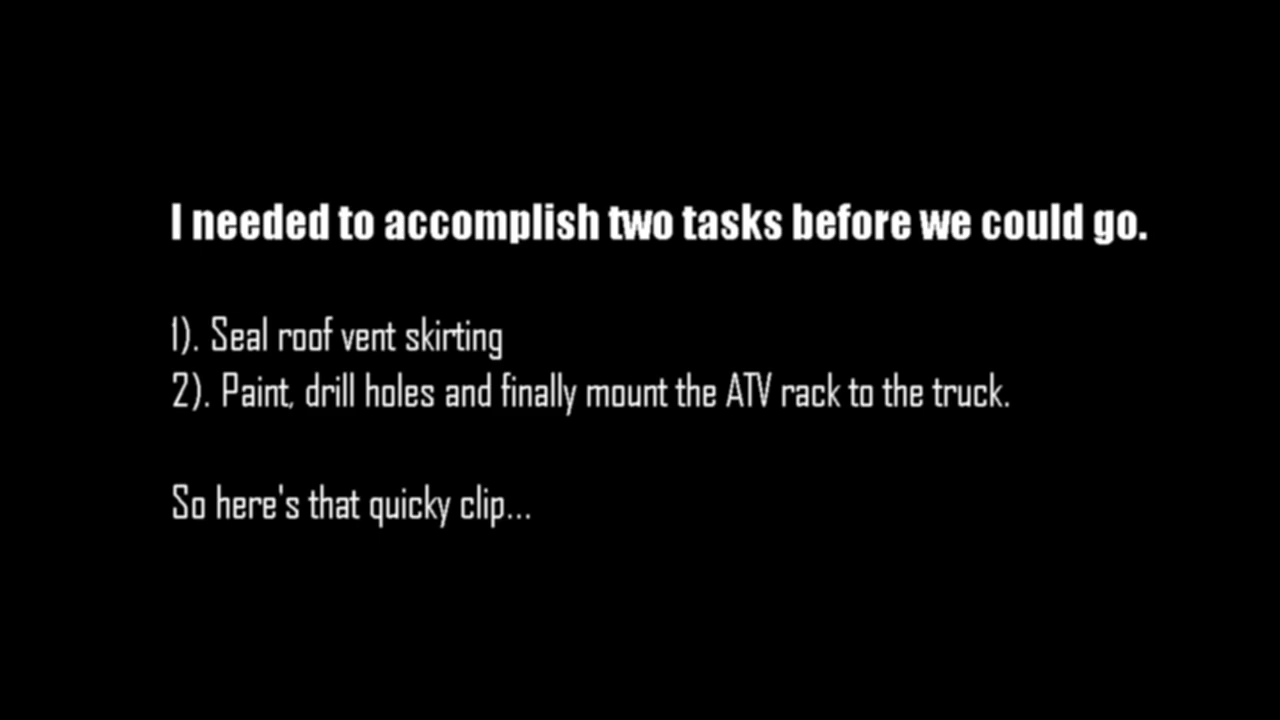 I needed to accomplish two tasks before we could go.
1). Seal roof vent skirting
2). Paint, drill holes and finally mount the ATV rack to the truck.
So here's that quicky clip...